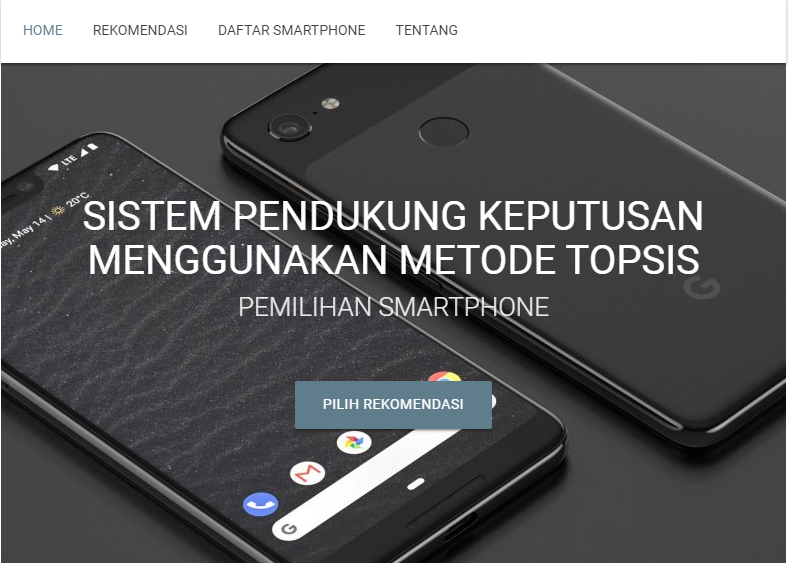 HOME REKOMENDASI DAFTAR SMARTPHONE TENTANG
LTE
ay, May 14 | 20°C
SISTEM PENDUKUNG KEPUTUSAN
MENGGUNAKAN METODE TOPSIS
PEMILIHAN SMARTPHONE
G
PILIH REKOMENDASI
G